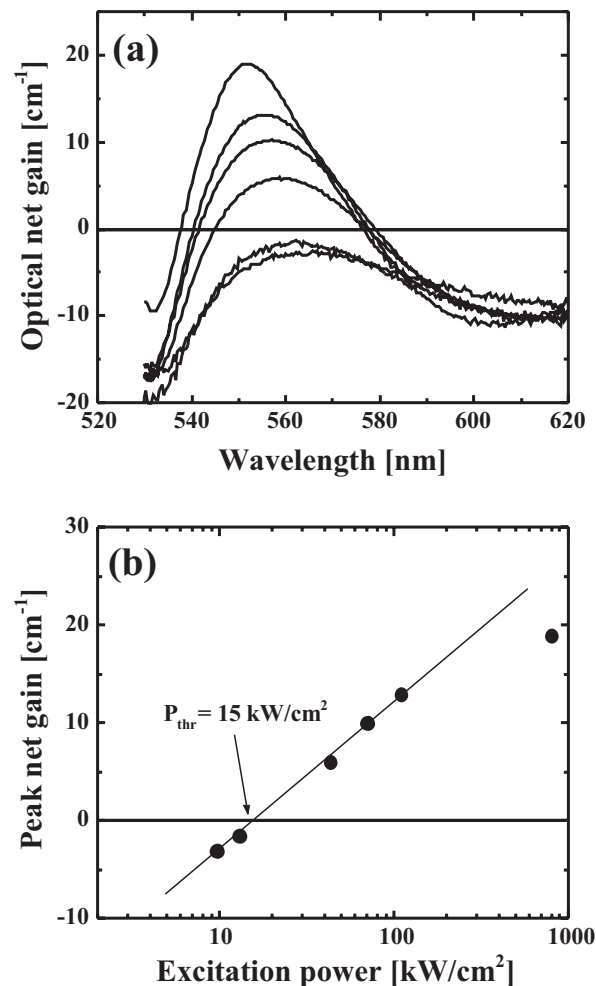 (a)
Optical net gain [cm⁻¹]
20
10
0
-10
-20
520 540 560 580 600 620
Wavelength [nm]
(b)
Peak net gain [cm⁻¹]
30
20
10
0
-10
P_thr = 15 kW/cm²
10 100 1000
Excitation power [kW/cm²]